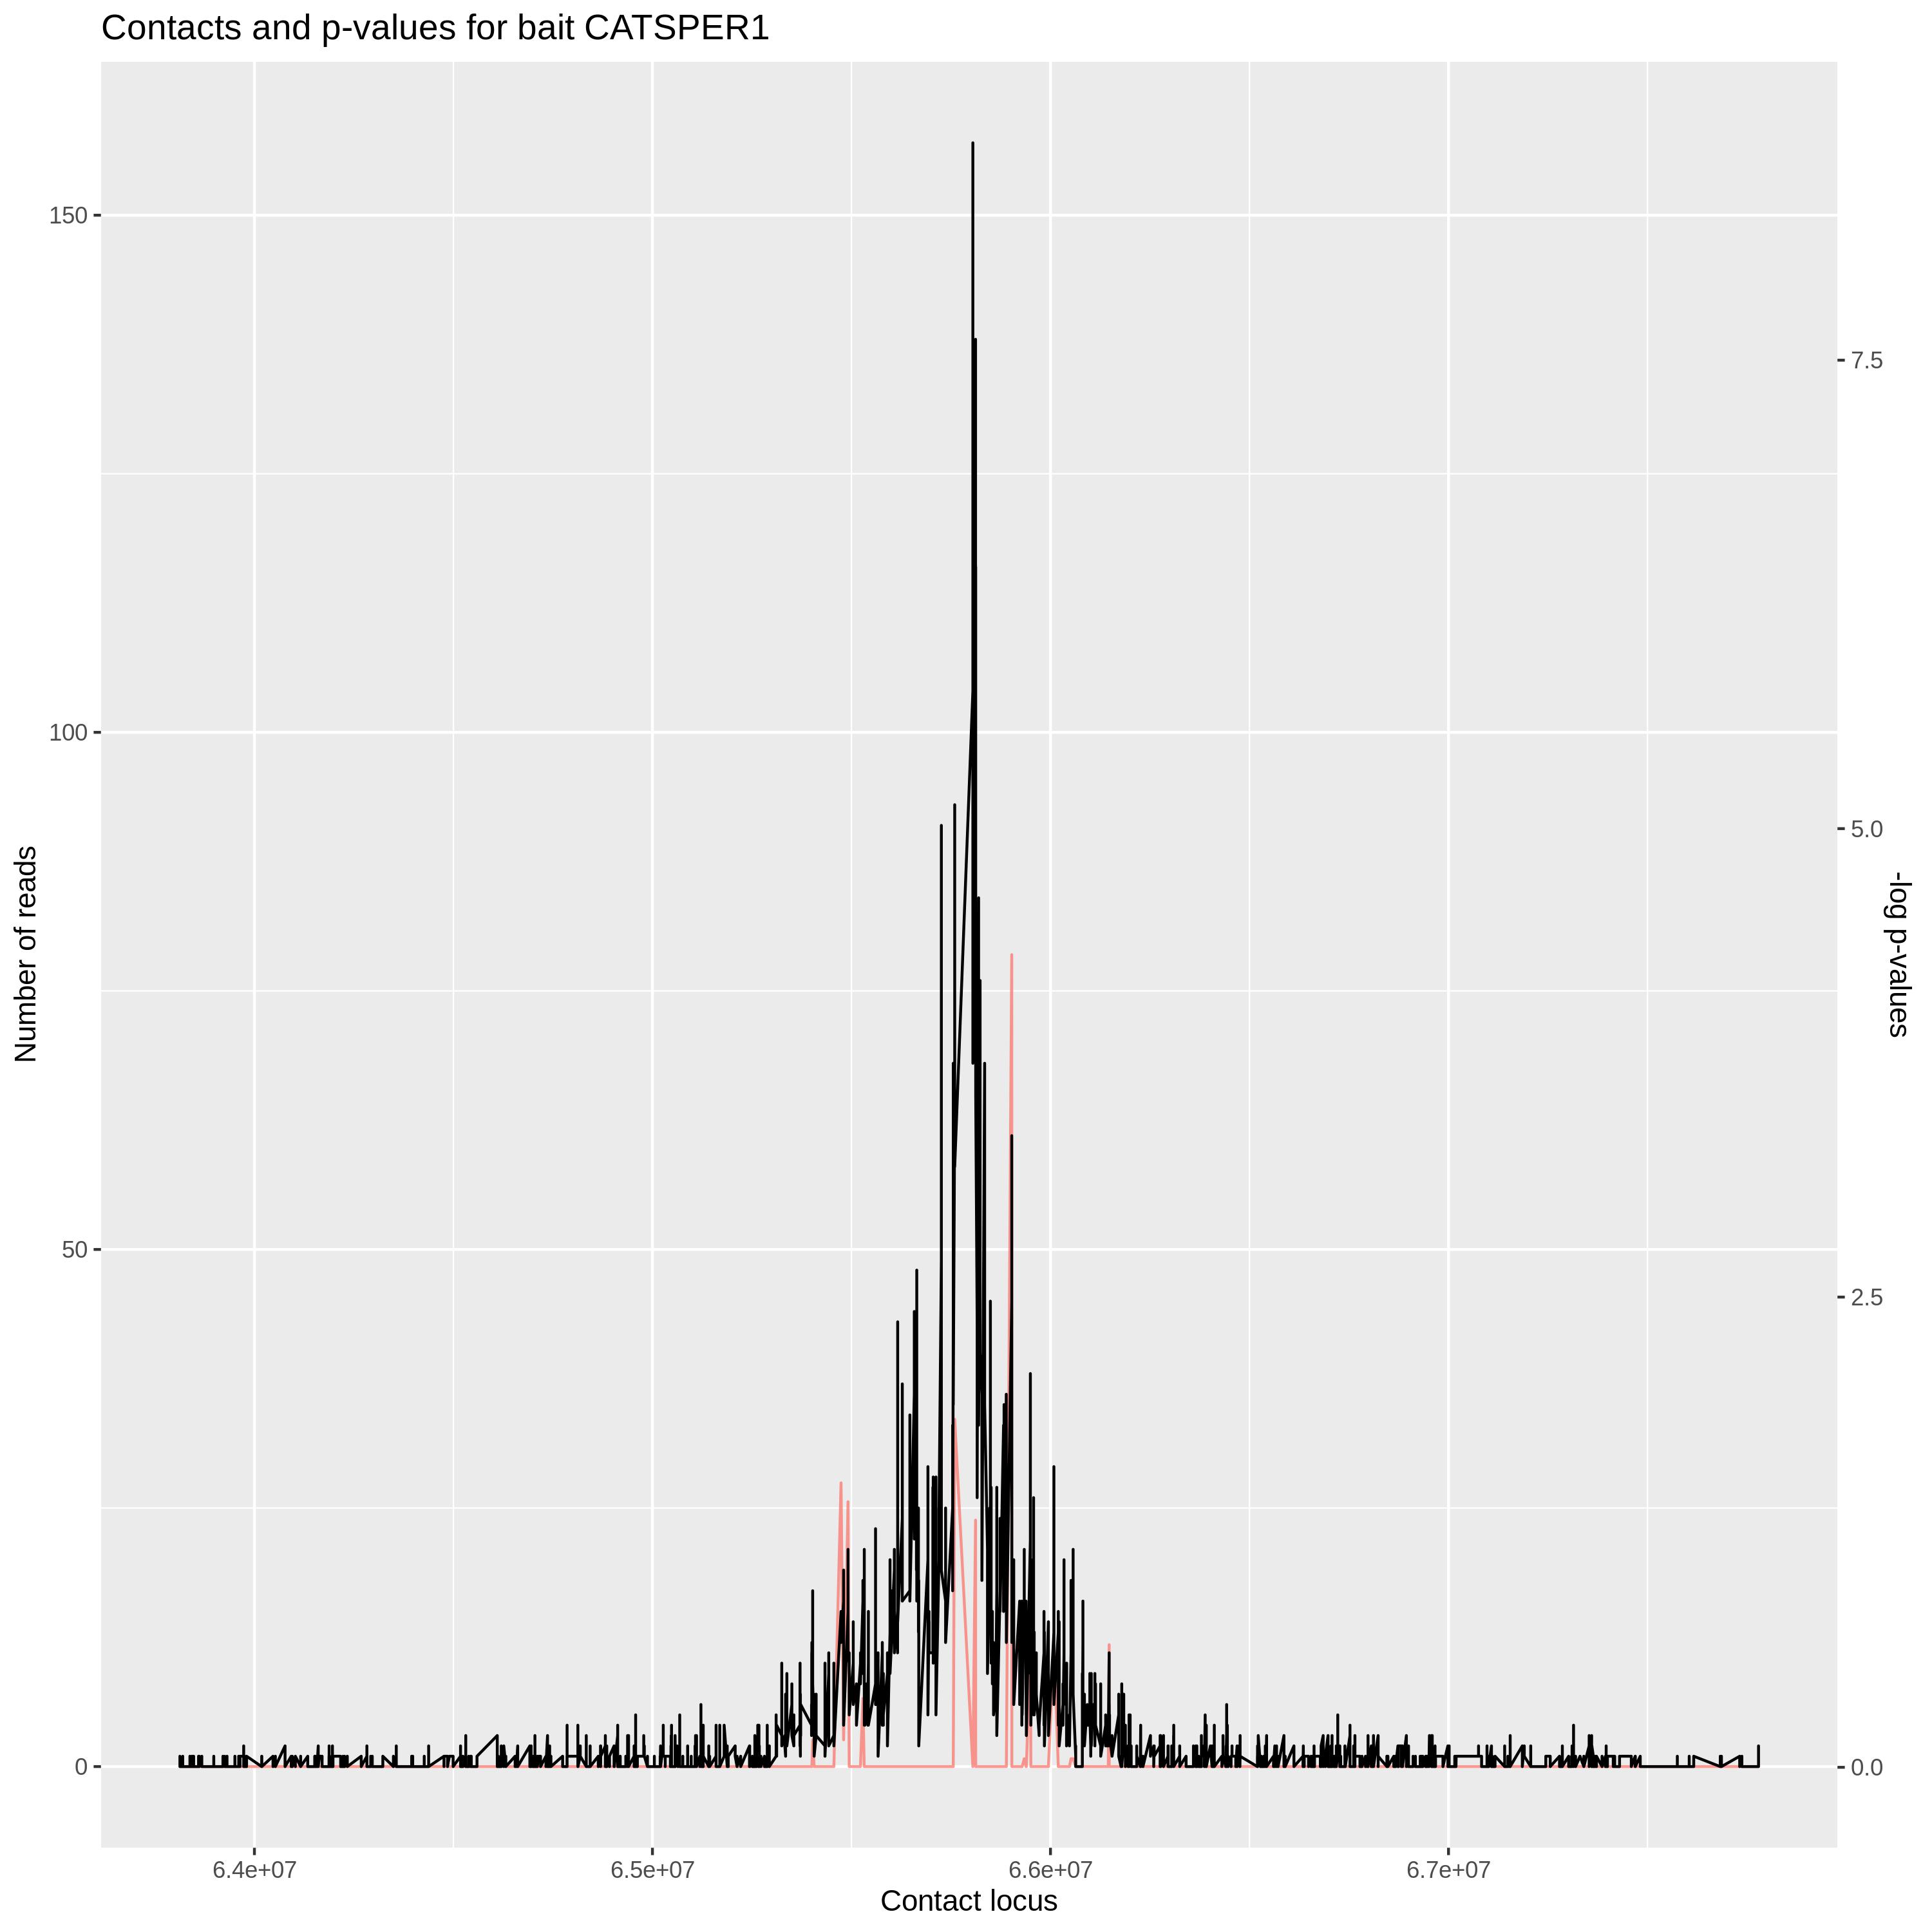 Contacts and p-values for bait CATSPER1
150
100
50
0
Number of reads
7.5
5.0
2.5
0.0
-log p-values
6.4e+07
6.5e+07
6.6e+07
6.7e+07
Contact locus